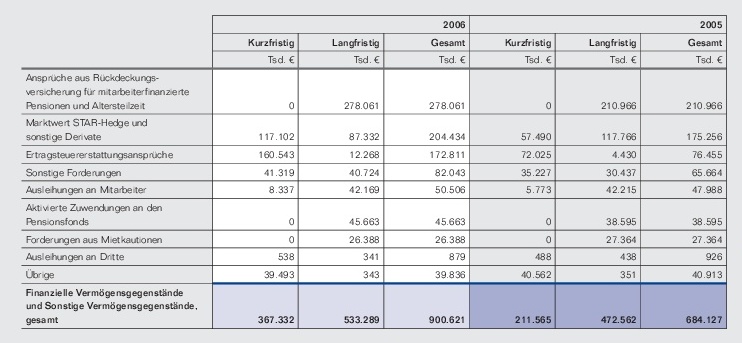 2006 2005
Kurzfristig Langfristig Gesamt Kurzfristig Langfristig Gesamt
Tsd. € Tsd. € Tsd. € Tsd. € Tsd. € Tsd. €
Ansprüche aus Rückdeckungs-
versicherung für mitarbeiterfinanzierte
Pensionen und Altersteilzeit 0 278.061 278.061 0 210.966 210.966
Marktwert STAR-Hedge und
sonstige Derivate 117.102 87.332 204.434 57.490 117.766 175.256
Ertragsteuererstattungsansprüche 160.543 12.268 172.811 72.025 4.430 76.455
Sonstige Forderungen 41.319 40.724 82.043 35.227 30.437 65.664
Ausleihungen an Mitarbeiter 8.337 42.169 50.506 5.773 42.215 47.988
Aktivierte Zuwendungen an den
Pensionsfonds 0 45.663 45.663 0 38.595 38.595
Forderungen aus Mietkautionen 0 26.388 26.388 0 27.364 27.364
Ausleihungen an Dritte 538 341 879 488 438 926
Übrige 39.493 343 39.836 40.562 351 40.913
Finanzielle Vermögensgegenstände
und Sonstige Vermögensgegenstände,
gesamt 367.332 533.289 900.621 211.565 472.562 684.127